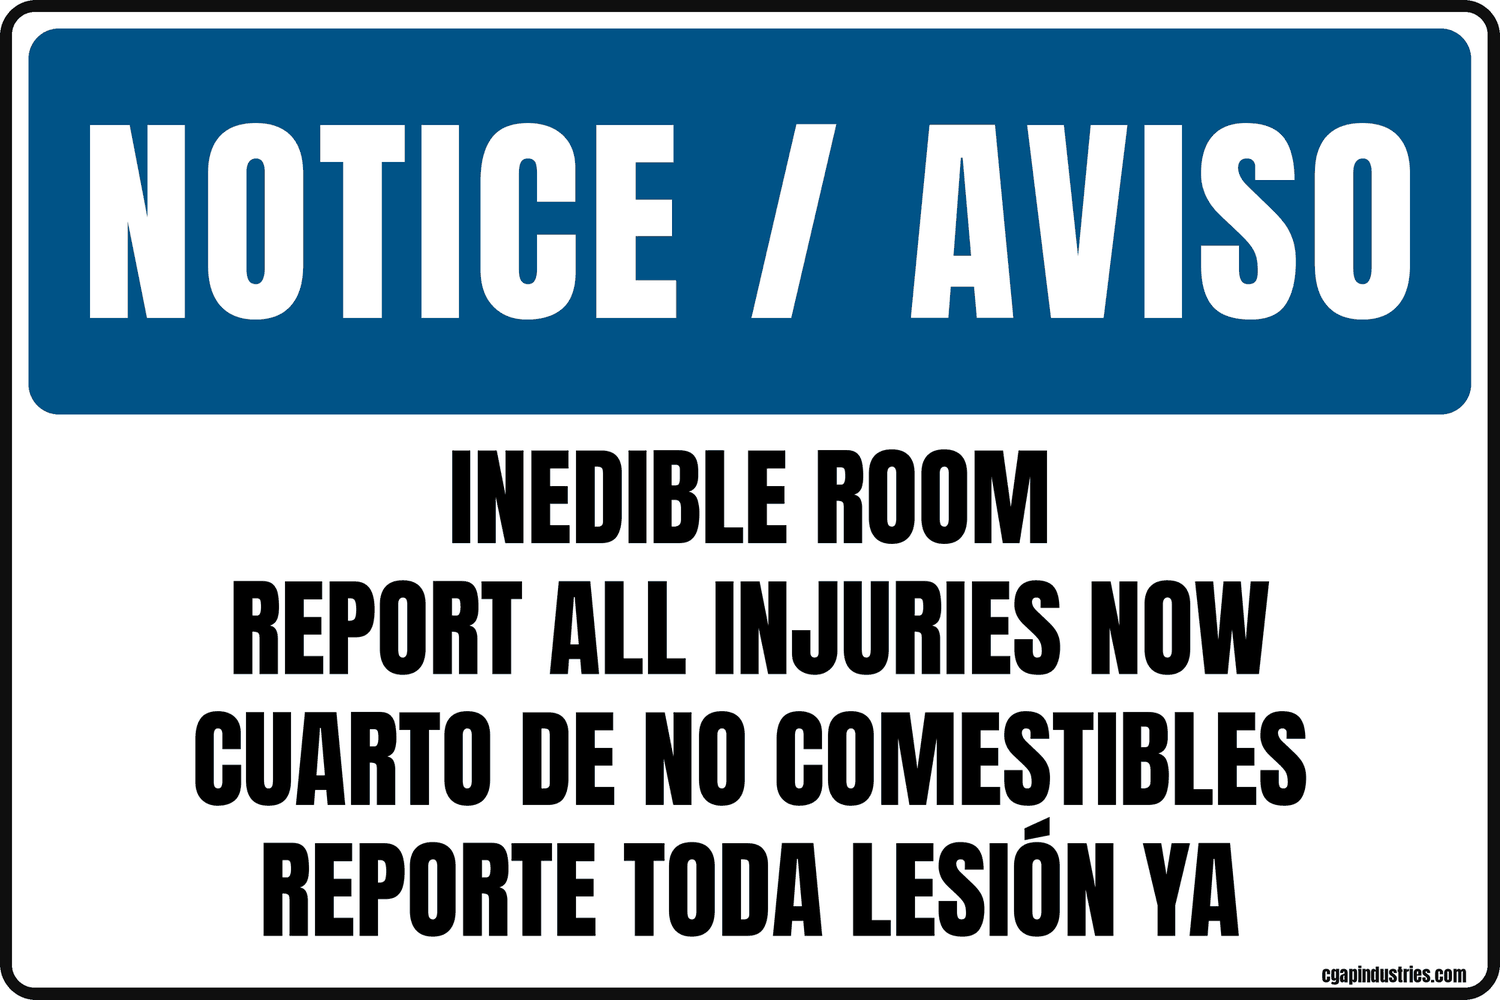 NOTICE / AVISO
INEDIBLE ROOM
REPORT ALL INJURIES NOW
CUARTO DE NO COMESTIBLES
REPORTE TODA LESIÓN YA
cgapindustries.com